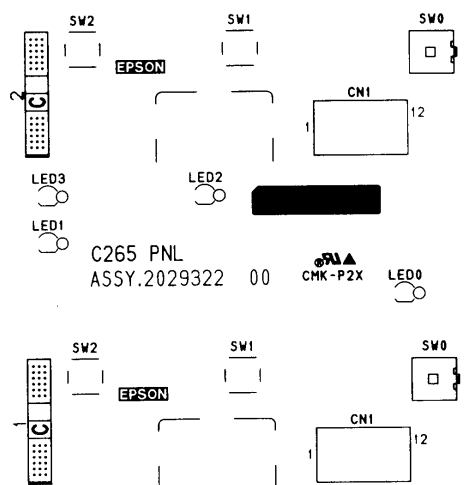 SW2 SW1 SW0
EPSON
CN1
2 C 1 12
LED3 LED2
LED1
C265 PNL
ASSY.2029322 00
CMK-P2X
LED0
SW2 SW1 SW0
EPSON
CN1
1 C 1 12